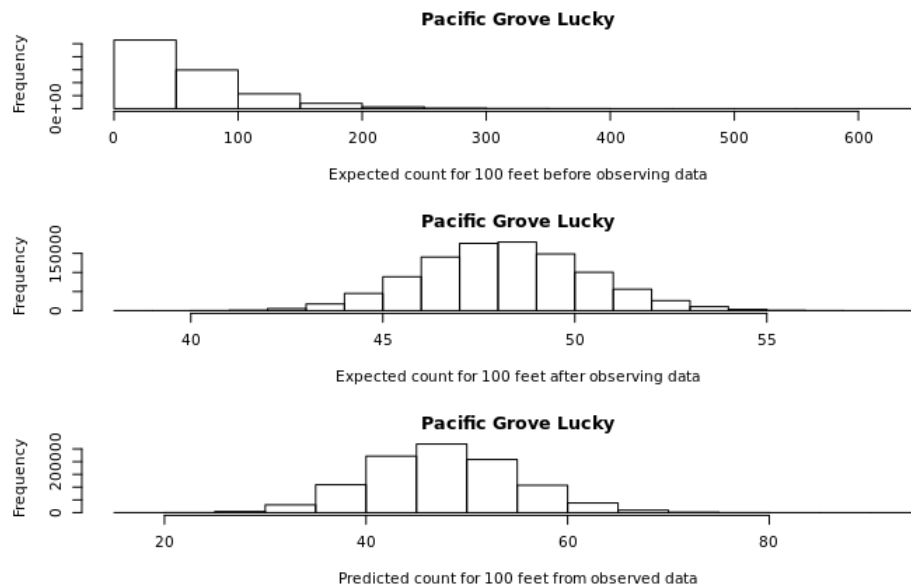 Pacific Grove Lucky
Frequency
0e+00
0 100 200 300 400 500 600
Expected count for 100 feet before observing data
Pacific Grove Lucky
Frequency
0 150000
40 45 50 55
Expected count for 100 feet after observing data
Pacific Grove Lucky
Frequency
0 200000
20 40 60 80
Predicted count for 100 feet from observed data